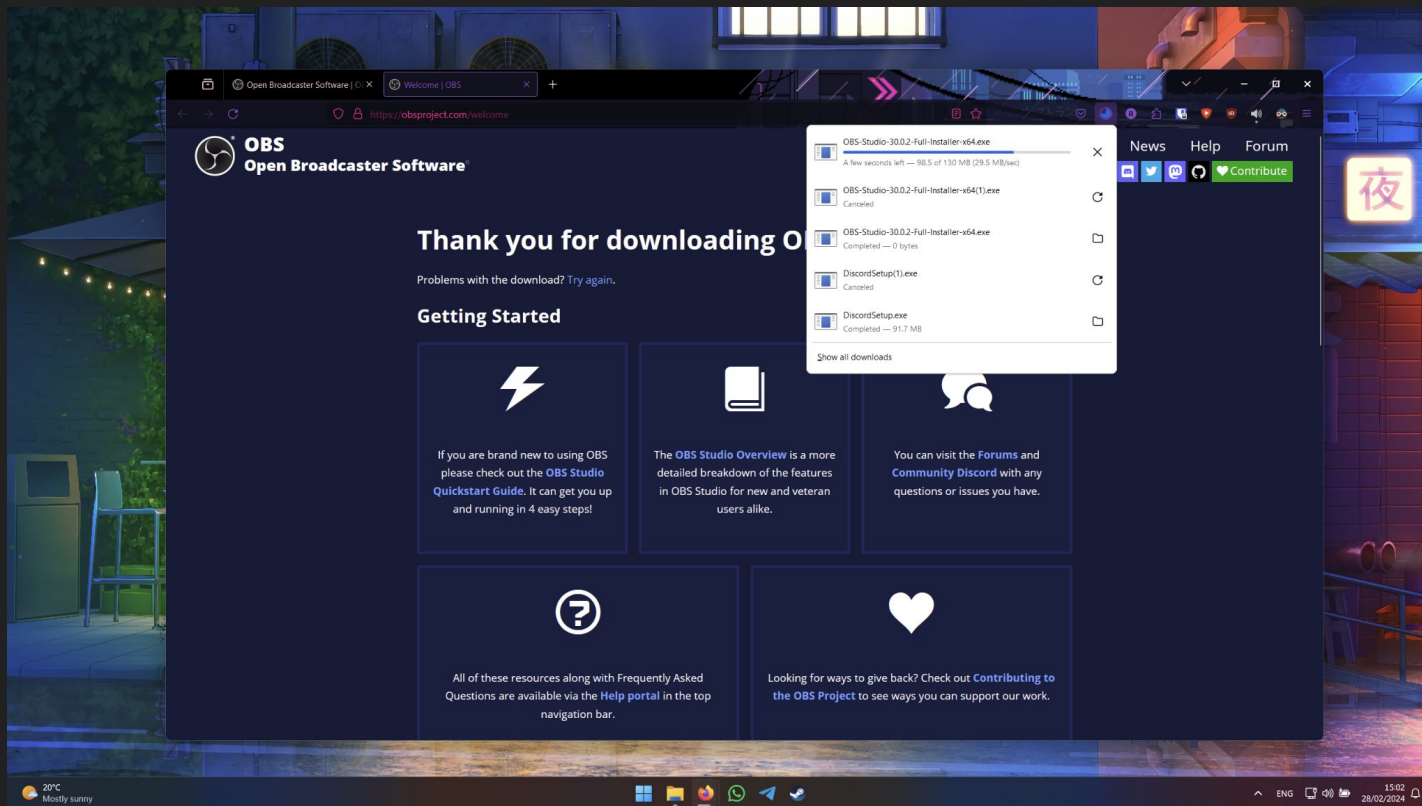 Open Broadcaster Software | O
Welcome | OBS
https://obsproject.com/welcome
OBS
Open Broadcaster Software
News Help Forum
Contribute
OBS-Studio-30.0.2-Full-Installer-x64.exe
A few seconds left — 98.5 of 130 MB (29.5 MB/sec)
OBS-Studio-30.0.2-Full-Installer-x64(1).exe
Canceled
OBS-Studio-30.0.2-Full-Installer-x64.exe
Completed — 0 bytes
DiscordSetup(1).exe
Canceled
DiscordSetup.exe
Completed — 91.7 MB
Show all downloads
夜
Thank you for downloading
Problems with the download? Try again.
Getting Started
If you are brand new to using OBS
please check out the OBS Studio
Quickstart Guide. It can get you up
and running in 4 easy steps!
The OBS Studio Overview is a more
detailed breakdown of the features
in OBS Studio for new and veteran
users alike.
You can visit the Forums and
Community Discord with any
questions or issues you have.
All of these resources along with Frequently Asked
Questions are available via the Help portal in the top
navigation bar.
Looking for ways to give back? Check out Contributing to
the OBS Project to see ways you can support our work.
20°C
Mostly sunny
ENG
15:02
28/02/2024